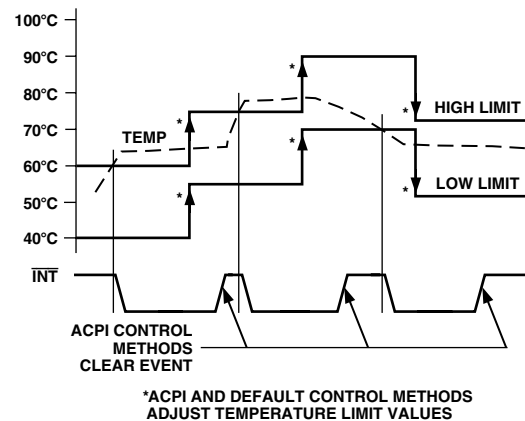 100°C
90°C
80°C
70°C
60°C
50°C
40°C
*
*
*
*
*
*
TEMP
HIGH LIMIT
LOW LIMIT
INT
ACPI CONTROL
METHODS
CLEAR EVENT
*ACPI AND DEFAULT CONTROL METHODS
ADJUST TEMPERATURE LIMIT VALUES